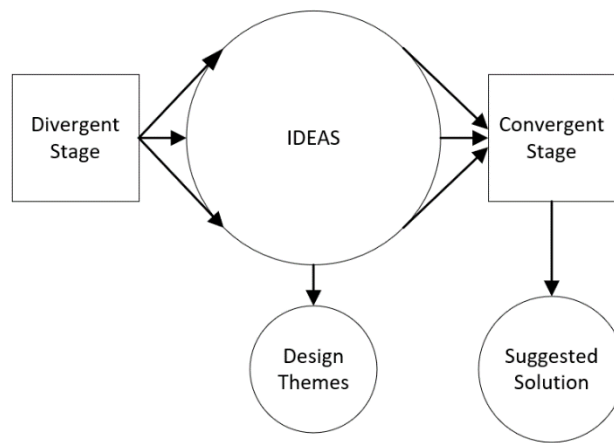 Divergent
Stage
IDEAS
Convergent
Stage
Design
Themes
Suggested
Solution